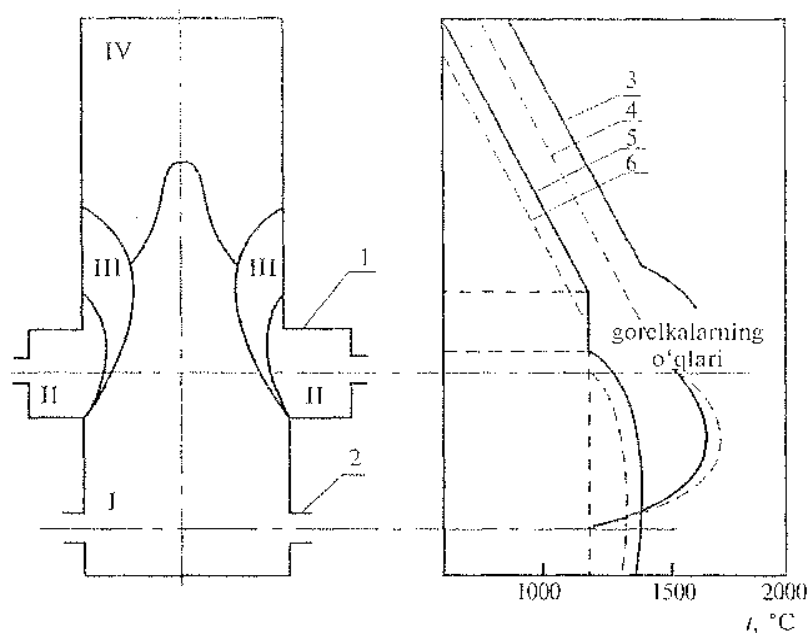 IV
III
III
1
II
II
2
I
3
4
5
6
gorelkalarning
o‘qlari
1000
1500
2000
t, °C